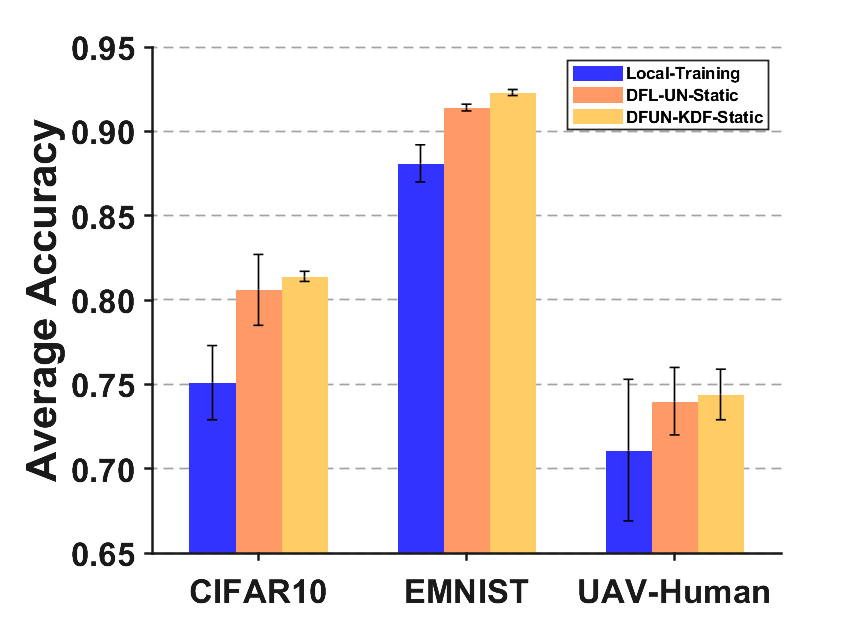 0.95
0.90
0.85
0.80
0.75
0.70
0.65
Average Accuracy
Local-Training
DFL-UN-Static
DFUN-KDF-Static
CIFAR10 EMNIST UAV-Human